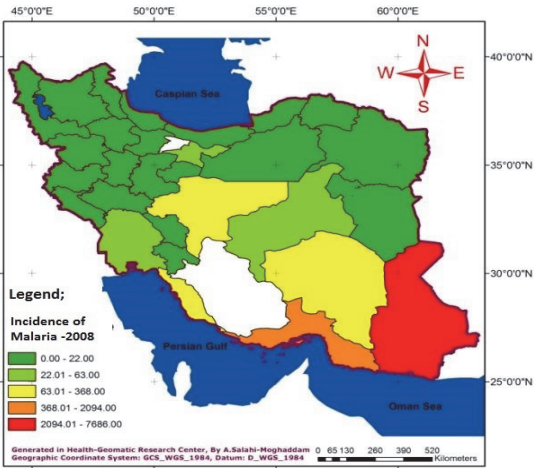 45°0'0"E 50°0'0"E 55°0'0"E 60°0'0"E
N
W E
S
40°0'0"N
Caspian Sea
35°0'0"N
30°0'0"N
Legend;
Incidence of
Malaria -2008
0.00 - 22.00
22.01 - 63.00
63.01 - 368.00
368.01 - 2094.00
2094.01 - 7686.00
Persian Gulf
25°0'0"N
Oman Sea
Generated in Health-Geomatic Research Center, By A.Salahi-Moghaddam
Geographic Coordinate System: GCS_WGS_1984, Datum: D_WGS_1984
0 65 130 260 390 520
Kilometers